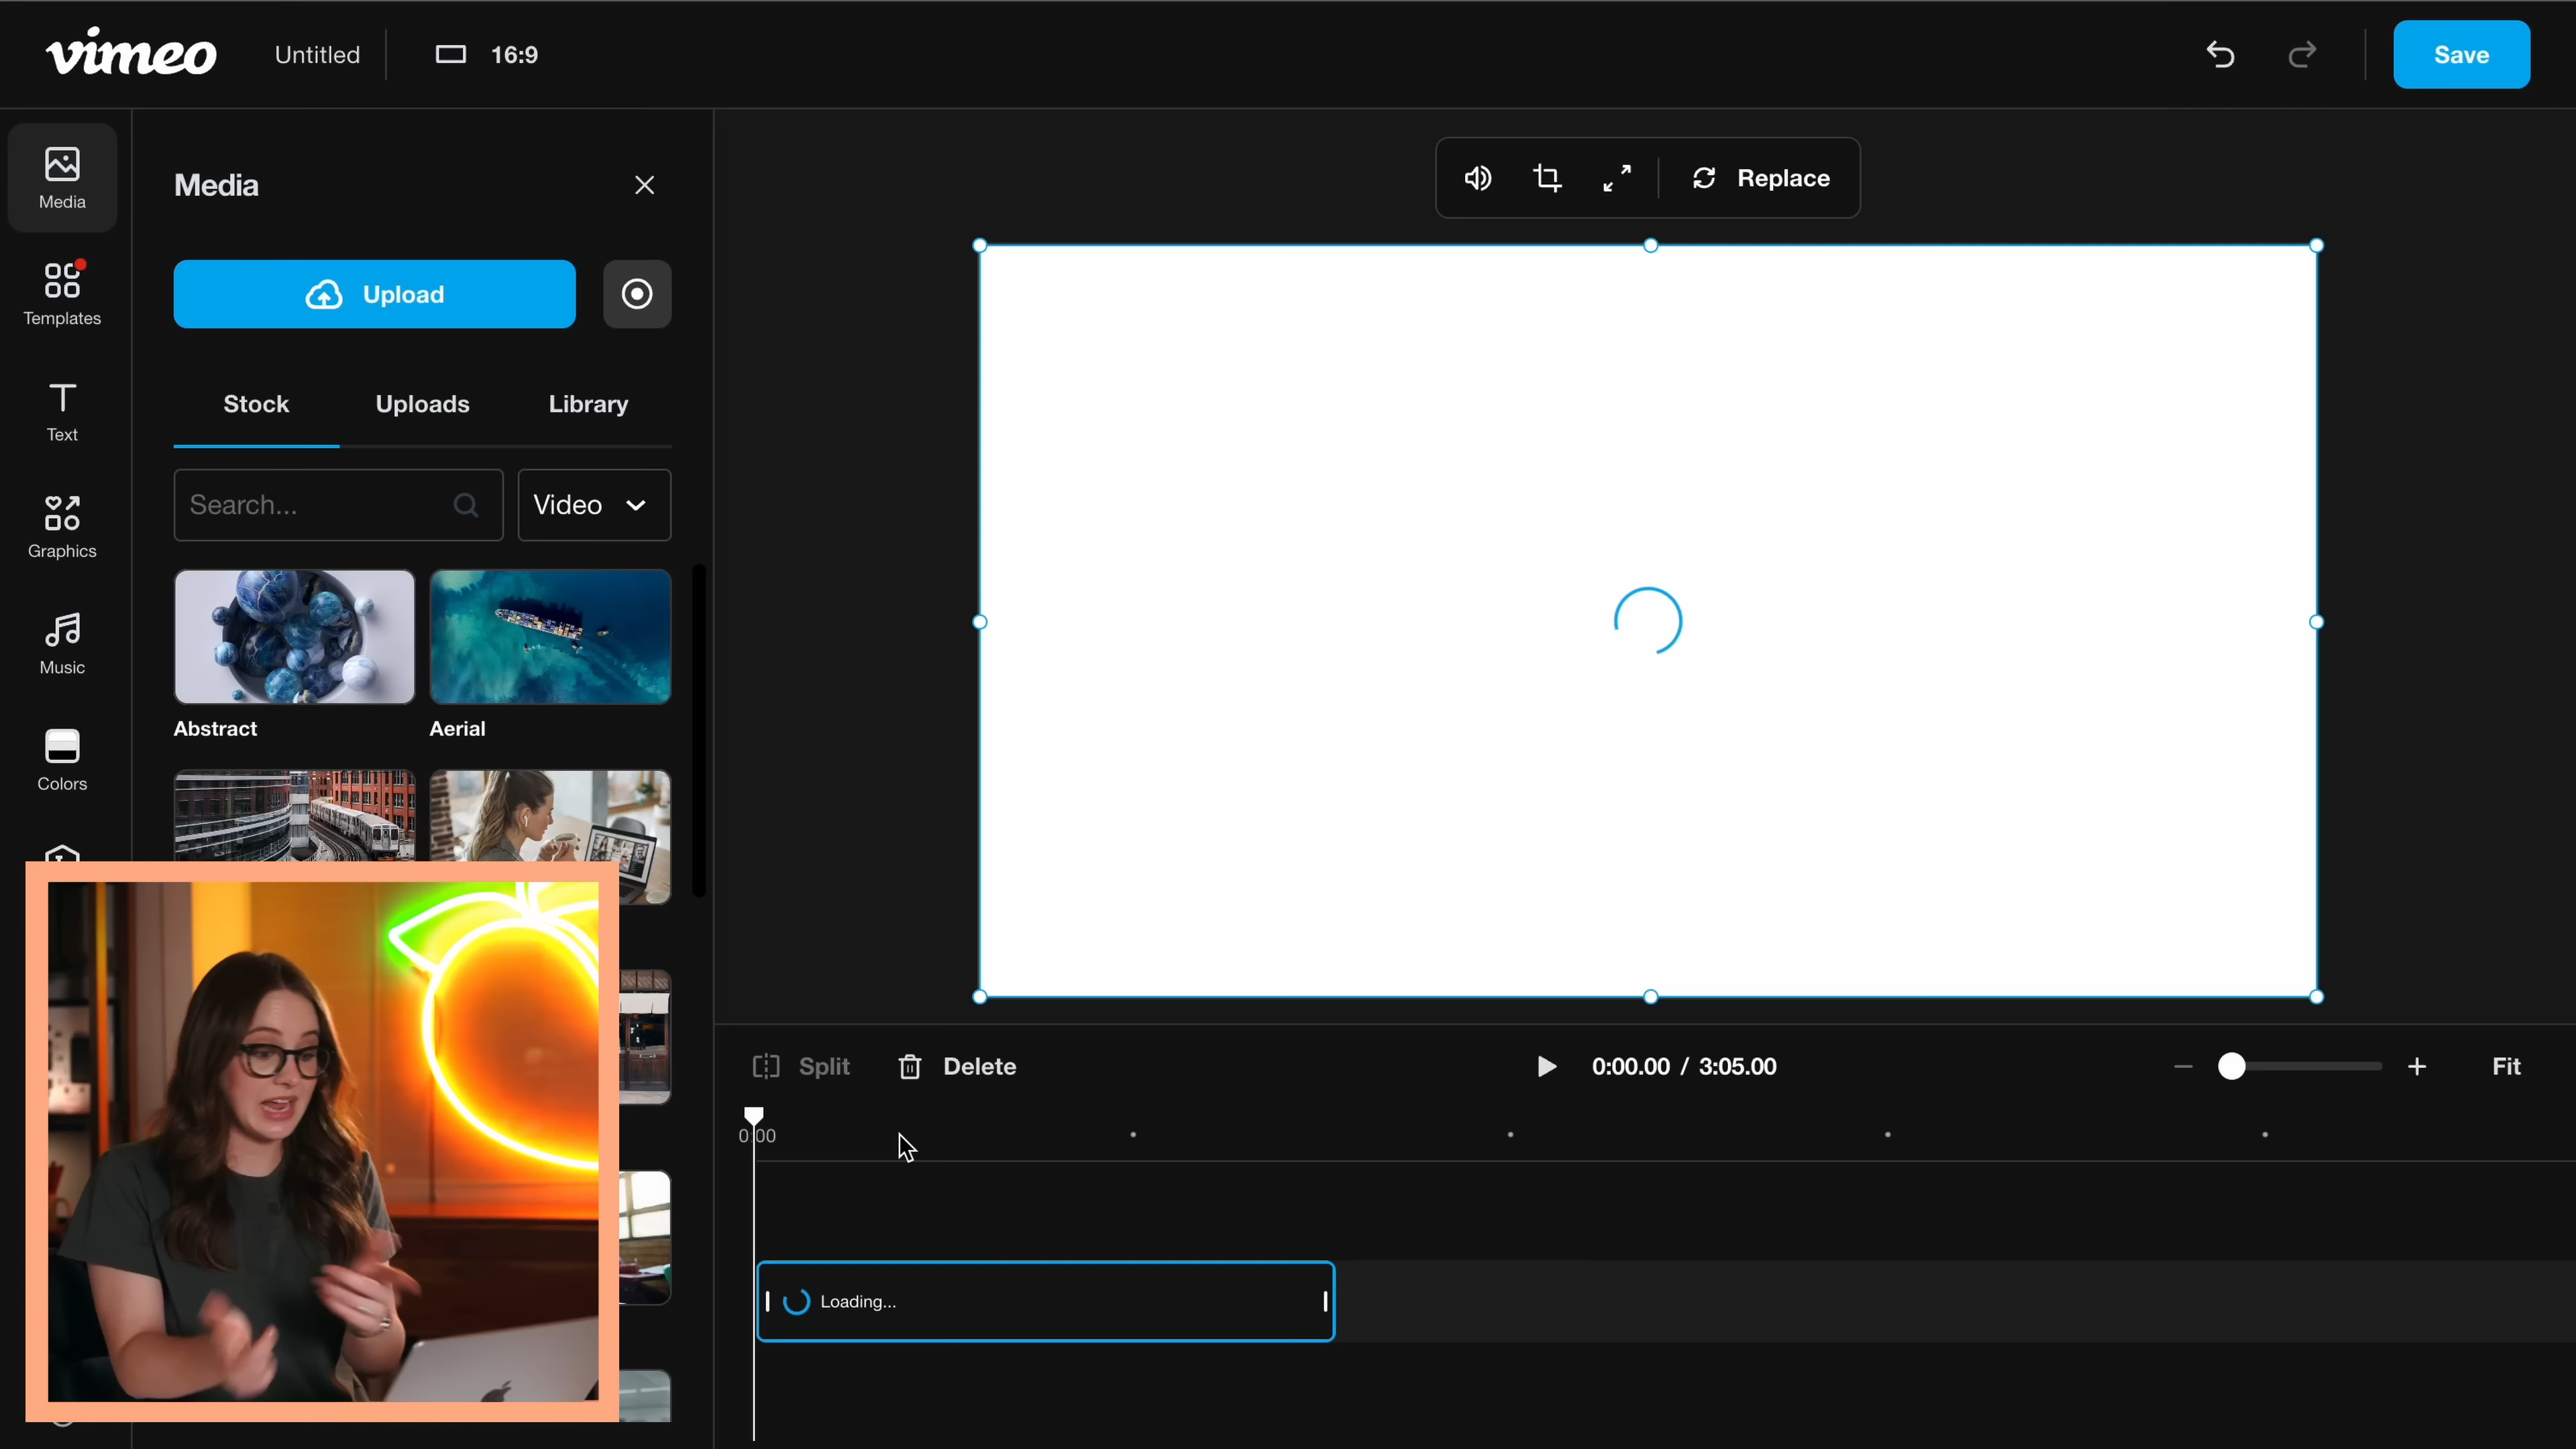 vimeo
Untitled
16:9
Save
Media
Templates
Text
Graphics
Music
Colors
Media
Upload
Stock
Uploads
Library
Search...
Video
Abstract
Aerial
Replace
Split
Delete
0:00.00 / 3:05.00
Fit
0:00
Loading...